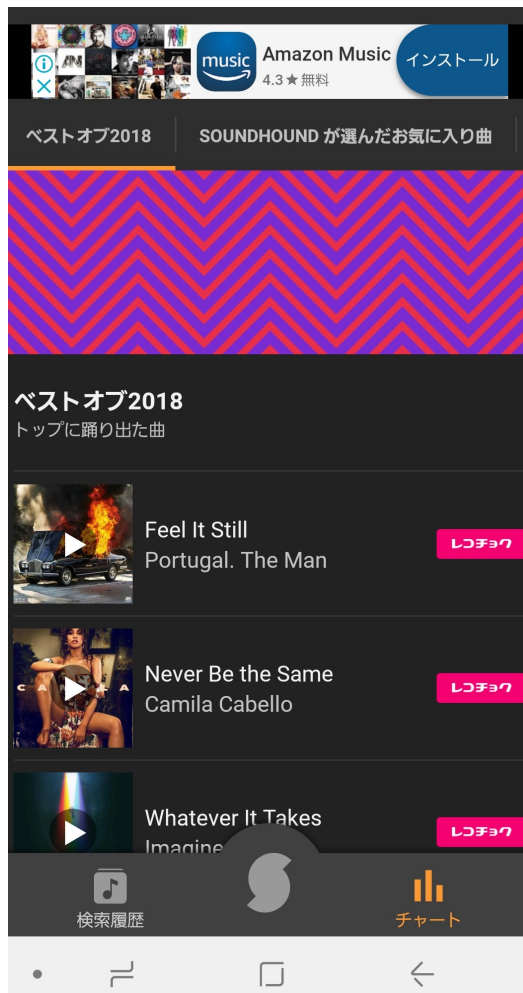 music
Amazon Music
4.3★無料
インストール
ベストオブ2018
SOUNDHOUND が選んだお気に入り曲
ベストオブ2018
トップに踊り出た曲
Feel It Still
Portugal. The Man
レコチョク
CAMILA
Never Be the Same
Camila Cabello
レコチョク
Whatever It Takes
Imagine
レコチョク
検索履歴
チャート